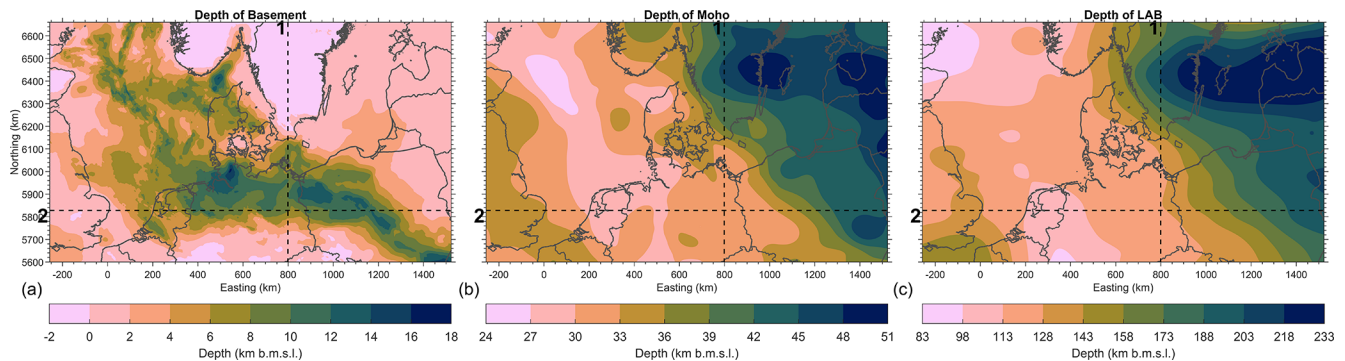 Depth of Basement
1
6600
6500
6400
6300
6200
6100
6000
5900
5800
5700
5600
Northing (km)
2
-200 0 200 400 600 800 1000 1200 1400
Easting (km)
(a)
-2 0 2 4 6 8 10 12 14 16 18
Depth (km b.m.s.l.)
Depth of Moho
1
2
-200 0 200 400 600 800 1000 1200 1400
Easting (km)
(b)
24 27 30 33 36 39 42 45 48 51
Depth (km b.m.s.l.)
Depth of LAB
1
2
-200 0 200 400 600 800 1000 1200 1400
Easting (km)
(c)
83 98 113 128 143 158 173 188 203 218 233
Depth (km b.m.s.l.)